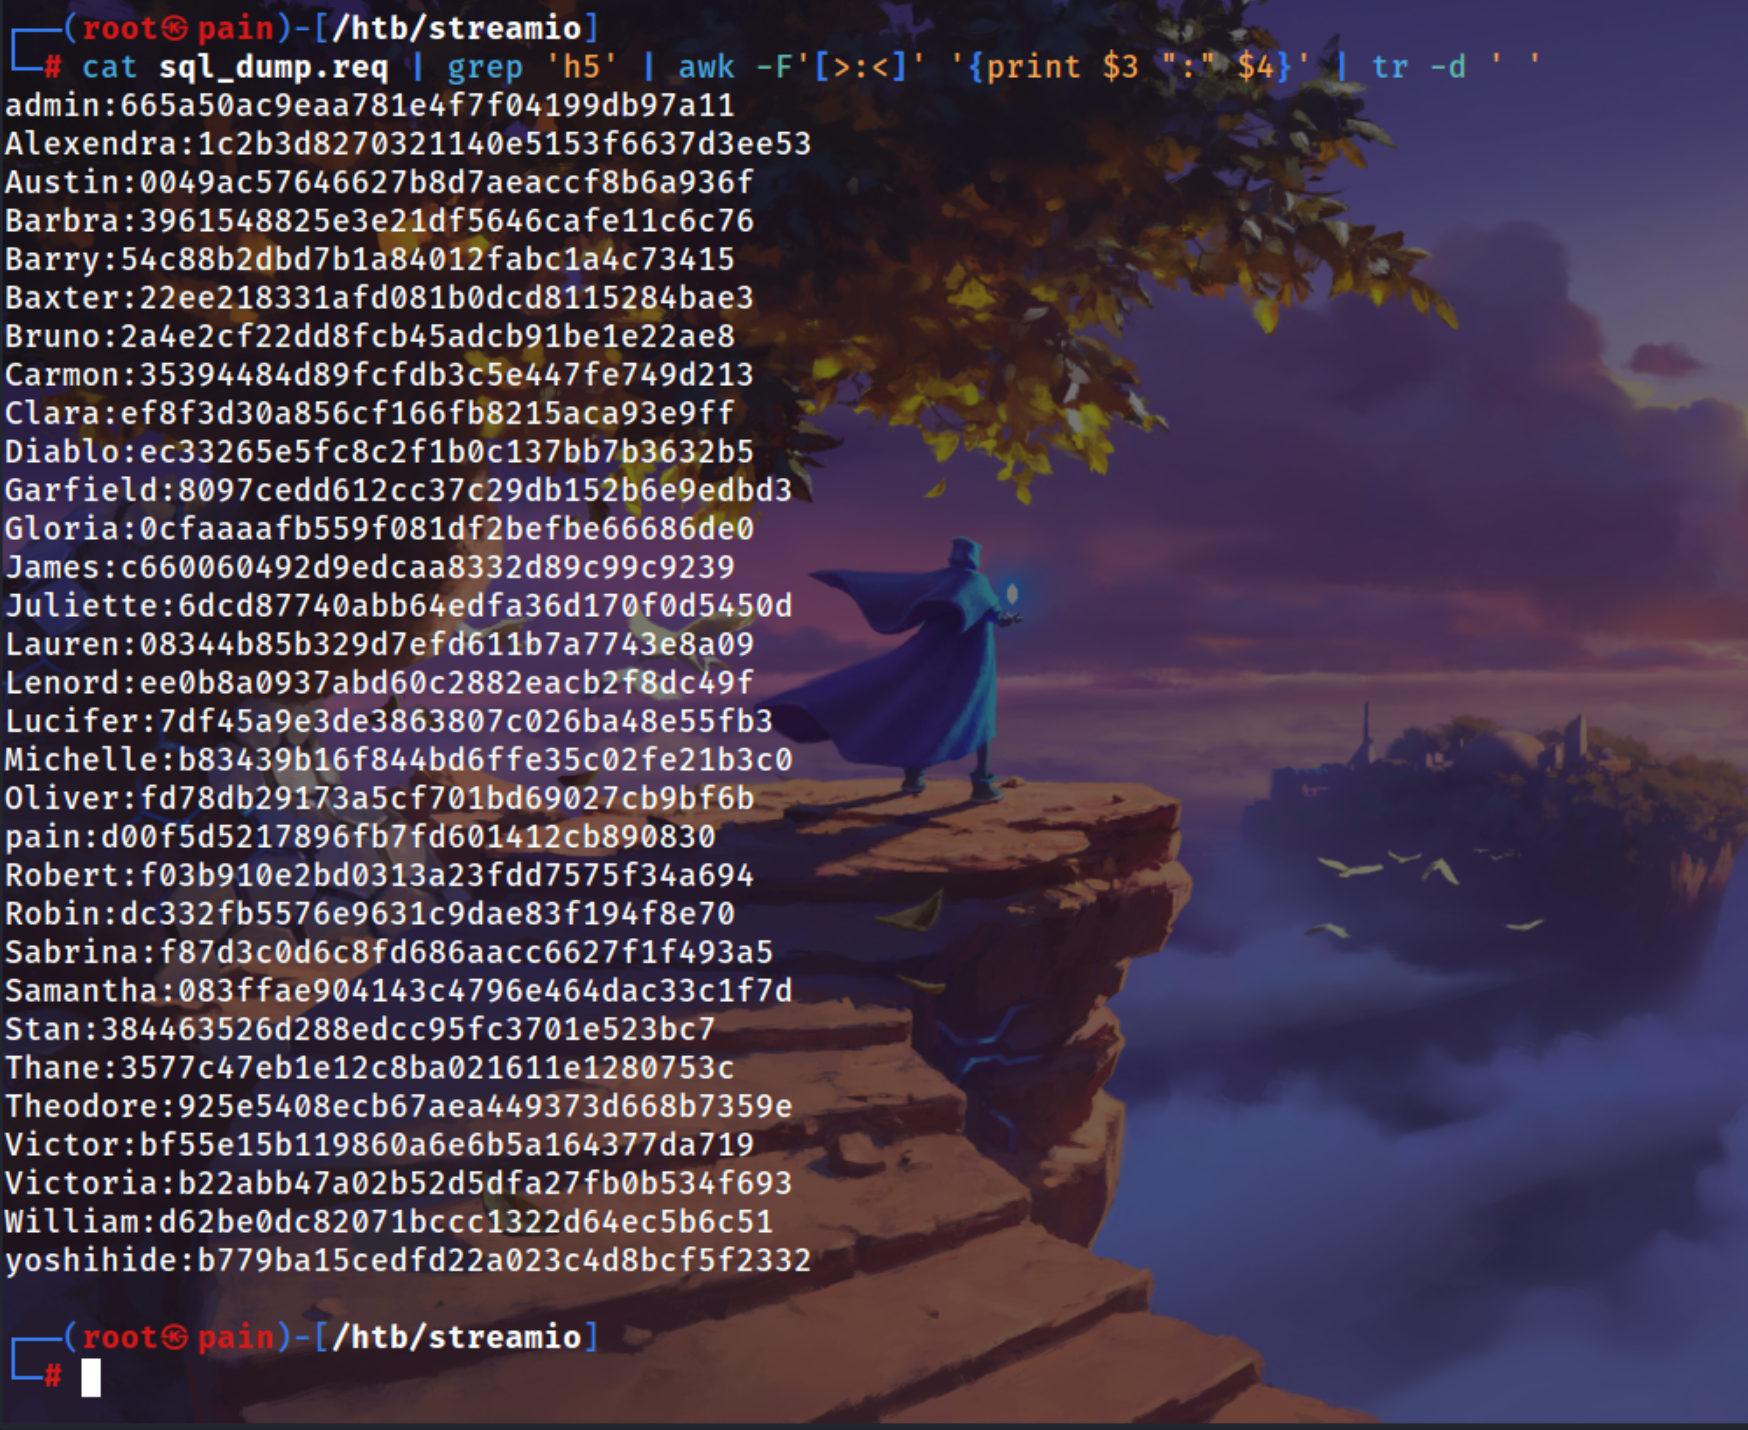 ┌──(root㉿pain)-[/htb/streamio]
└─# cat sql_dump.req | grep 'h5' | awk -F'[>:<]' '{print $3 ":" $4}' | tr -d ' '
admin:665a50ac9eaa781e4f7f04199db97a11
Alexendra:1c2b3d8270321140e5153f6637d3ee53
Austin:0049ac57646627b8d7aeaccf8b6a936f
Barbra:3961548825e3e21df5646cafe11c6c76
Barry:54c88b2dbd7b1a84012fabc1a4c73415
Baxter:22ee218331afd081b0dcd8115284bae3
Bruno:2a4e2cf22dd8fcb45adcb91be1e22ae8
Carmon:35394484d89fcfdb3c5e447fe749d213
Clara:ef8f3d30a856cf166fb8215aca93e9ff
Diablo:ec33265e5fc8c2f1b0c137bb7b3632b5
Garfield:8097cedd612cc37c29db152b6e9edbd3
Gloria:0cfaaaafb559f081df2befbe66686de0
James:c660060492d9edcaa8332d89c99c9239
Juliette:6dcd87740abb64edfa36d170f0d5450d
Lauren:08344b85b329d7efd611b7a7743e8a09
Lenord:ee0b8a0937abd60c2882eacb2f8dc49f
Lucifer:7df45a9e3de3863807c026ba48e55fb3
Michelle:b83439b16f844bd6ffe35c02fe21b3c0
Oliver:fd78db29173a5cf701bd69027cb9bf6b
pain:d00f5d5217896fb7fd601412cb890830
Robert:f03b910e2bd0313a23fdd7575f34a694
Robin:dc332fb5576e9631c9dae83f194f8e70
Sabrina:f87d3c0d6c8fd686aacc6627f1f493a5
Samantha:083ffae904143c4796e464dac33c1f7d
Stan:384463526d288edcc95fc3701e523bc7
Thane:3577c47eb1e12c8ba021611e1280753c
Theodore:925e5408ecb67aea449373d668b7359e
Victor:bf55e15b119860a6e6b5a164377da719
Victoria:b22abb47a02b52d5dfa27fb0b534f693
William:d62be0dc82071bccc1322d64ec5b6c51
yoshihide:b779ba15cedfd22a023c4d8bcf5f2332
┌──(root㉿pain)-[/htb/streamio]
└─#